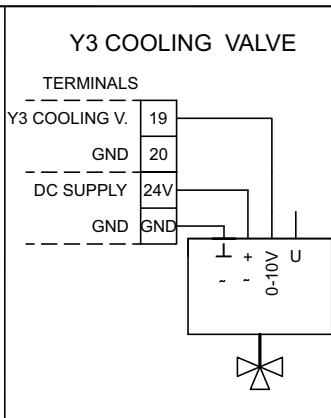 Y3 COOLING VALVE
TERMINALS
Y3 COOLING V. 19
GND 20
DC SUPPLY 24V
GND GND
⊥ + 0-10V U
~ ~